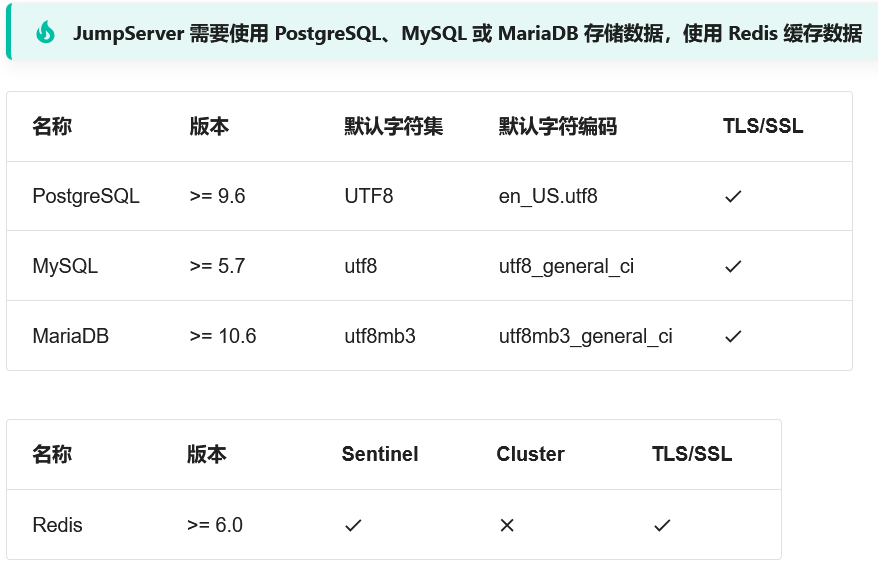 JumpServer 需要使用 PostgreSQL、MySQL 或 MariaDB 存储数据，使用 Redis 缓存数据
名称 版本 默认字符集 默认字符编码 TLS/SSL
PostgreSQL >= 9.6 UTF8 en_US.utf8 ✓
MySQL >= 5.7 utf8 utf8_general_ci ✓
MariaDB >= 10.6 utf8mb3 utf8mb3_general_ci ✓
名称 版本 Sentinel Cluster TLS/SSL
Redis >= 6.0 ✓ ✕ ✓